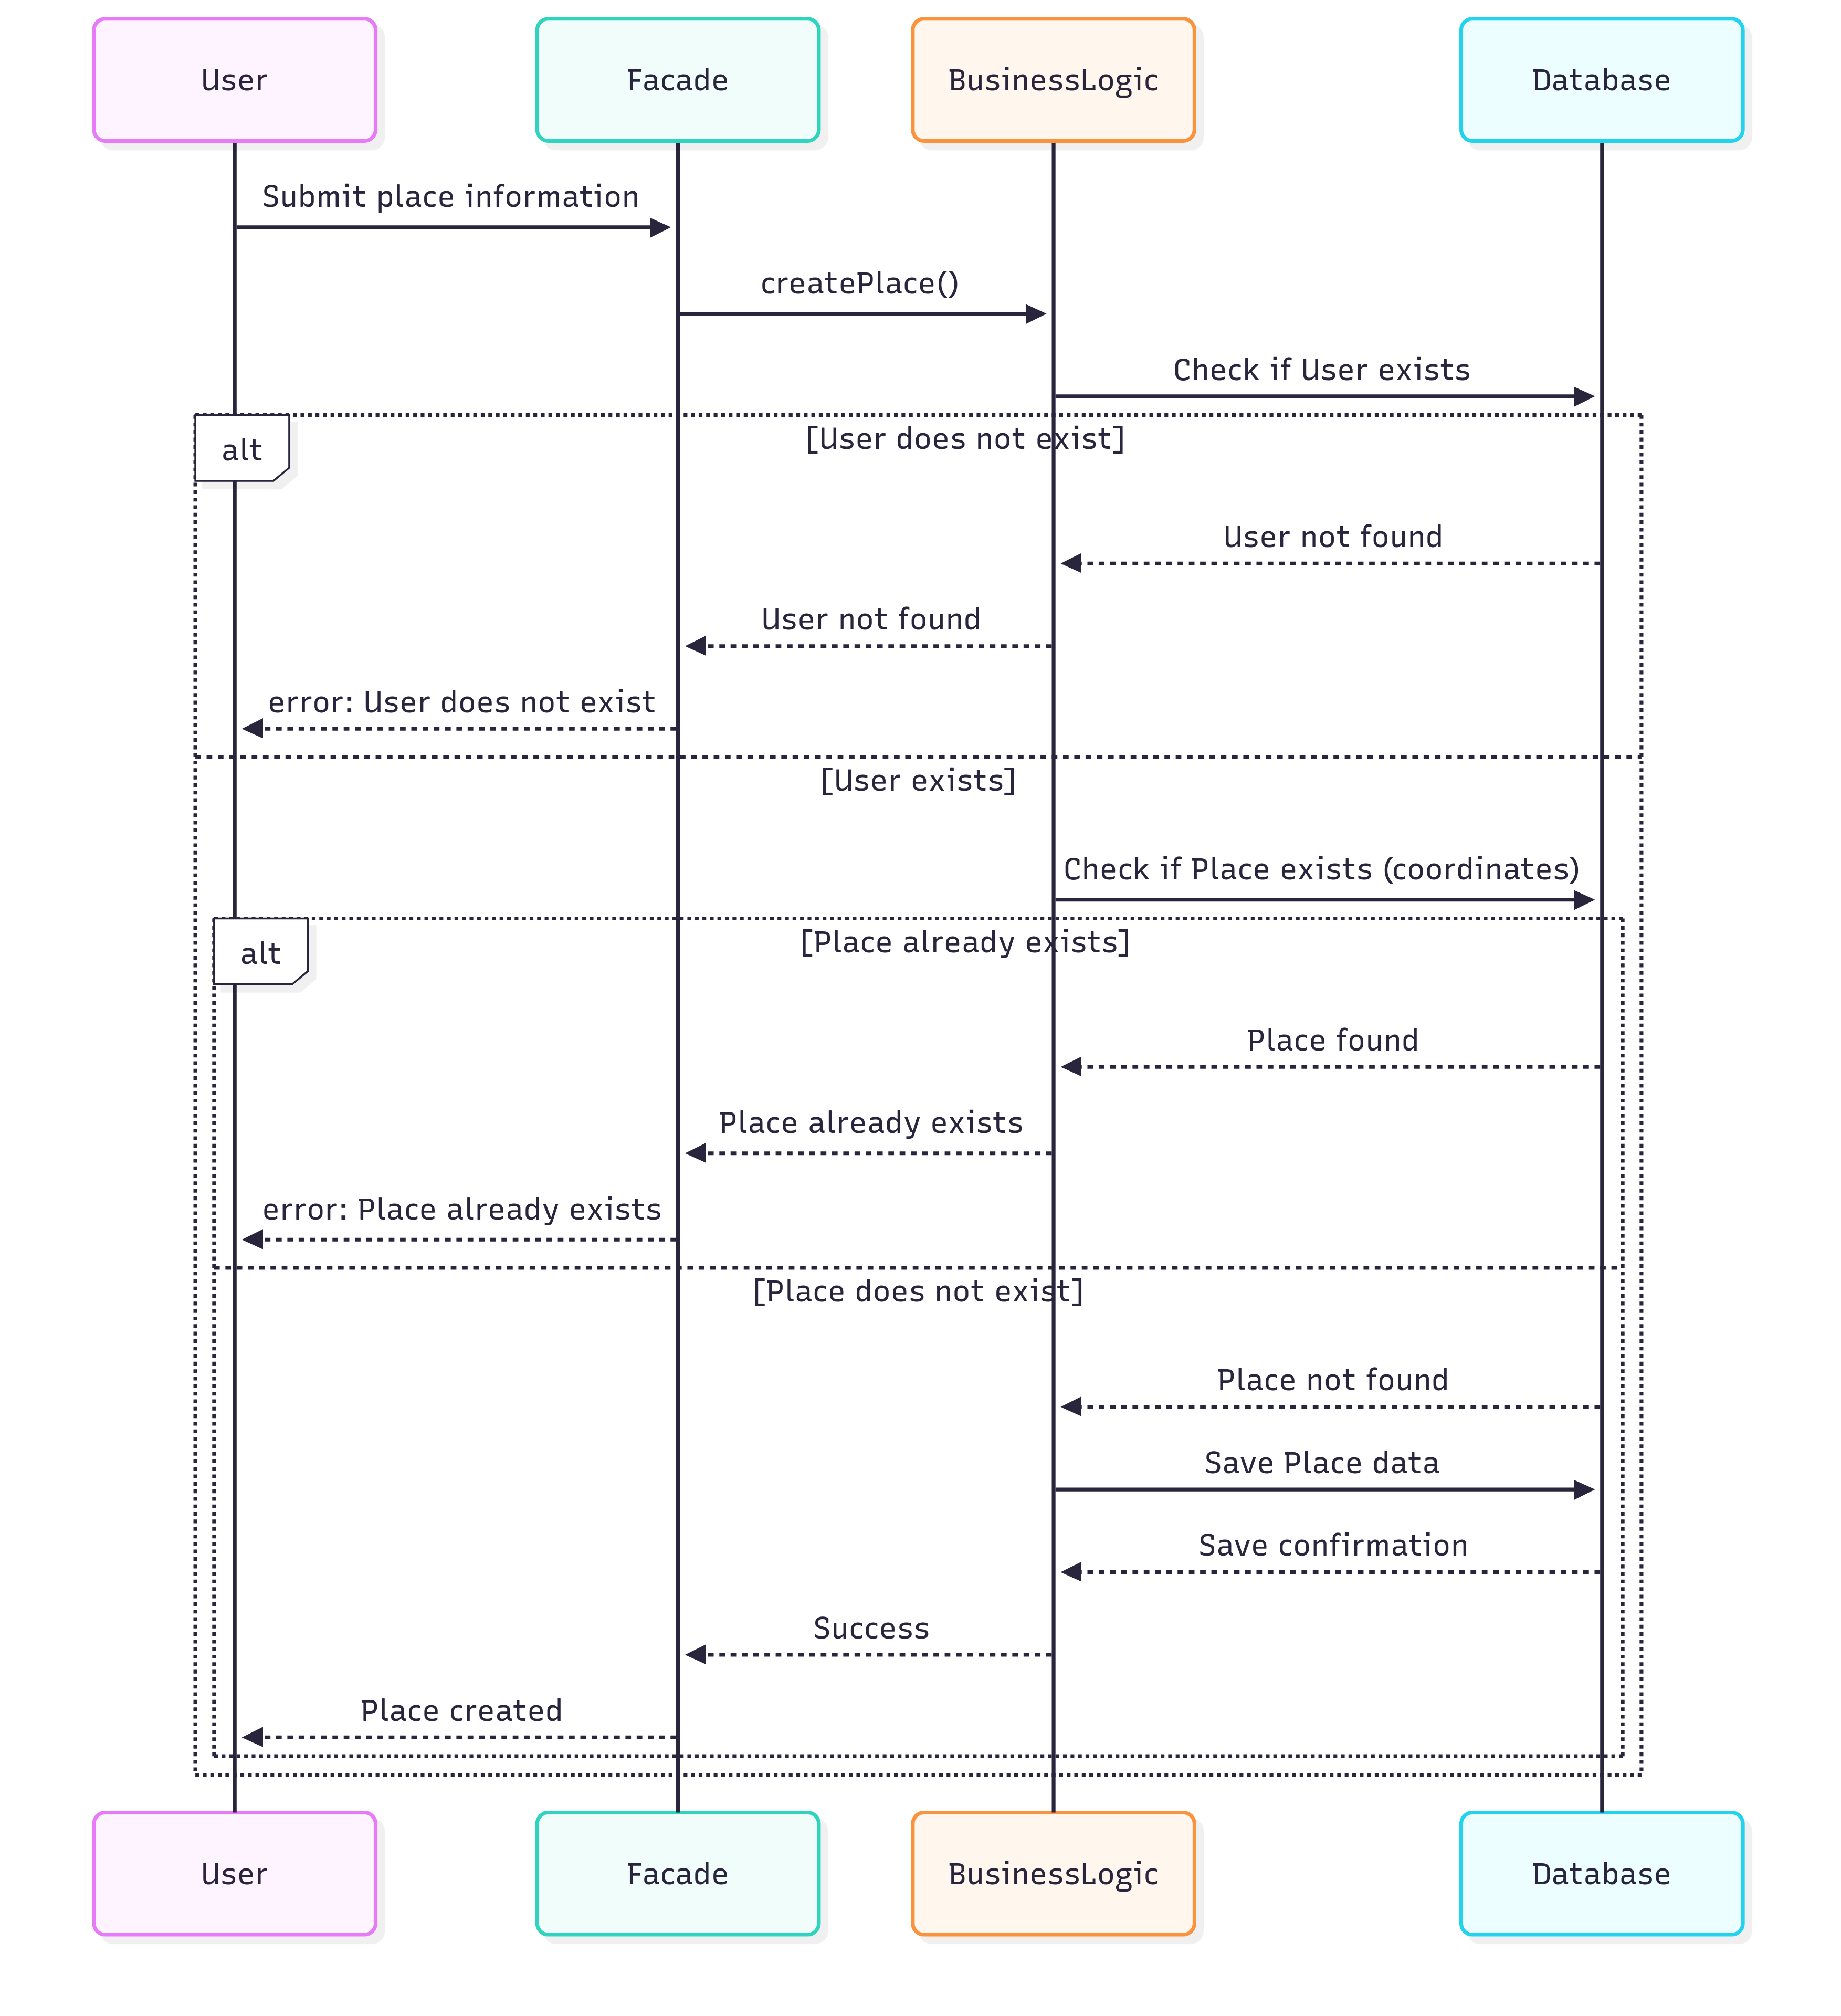 User
Facade
BusinessLogic
Database
Submit place information
createPlace()
Check if User exists
alt
[User does not exist]
User not found
User not found
error: User does not exist
[User exists]
Check if Place exists (coordinates)
alt
[Place already exists]
Place found
Place already exists
error: Place already exists
[Place does not exist]
Place not found
Save Place data
Save confirmation
Success
Place created
User
Facade
BusinessLogic
Database